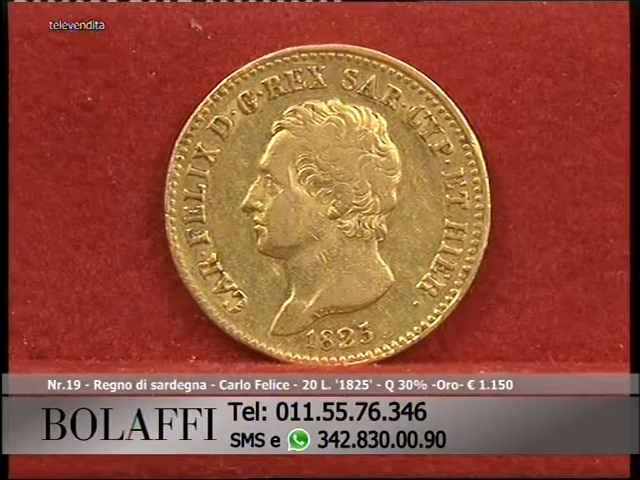 televendita
CAR·FELIX·D·G·REX SAR·CYP·ET HIER·
1825
Nr.19 - Regno di sardegna - Carlo Felice - 20 L. '1825' - Q 30% -Oro- € 1.150
BOLAFFI
Tel: 011.55.76.346
SMS e 342.830.00.90